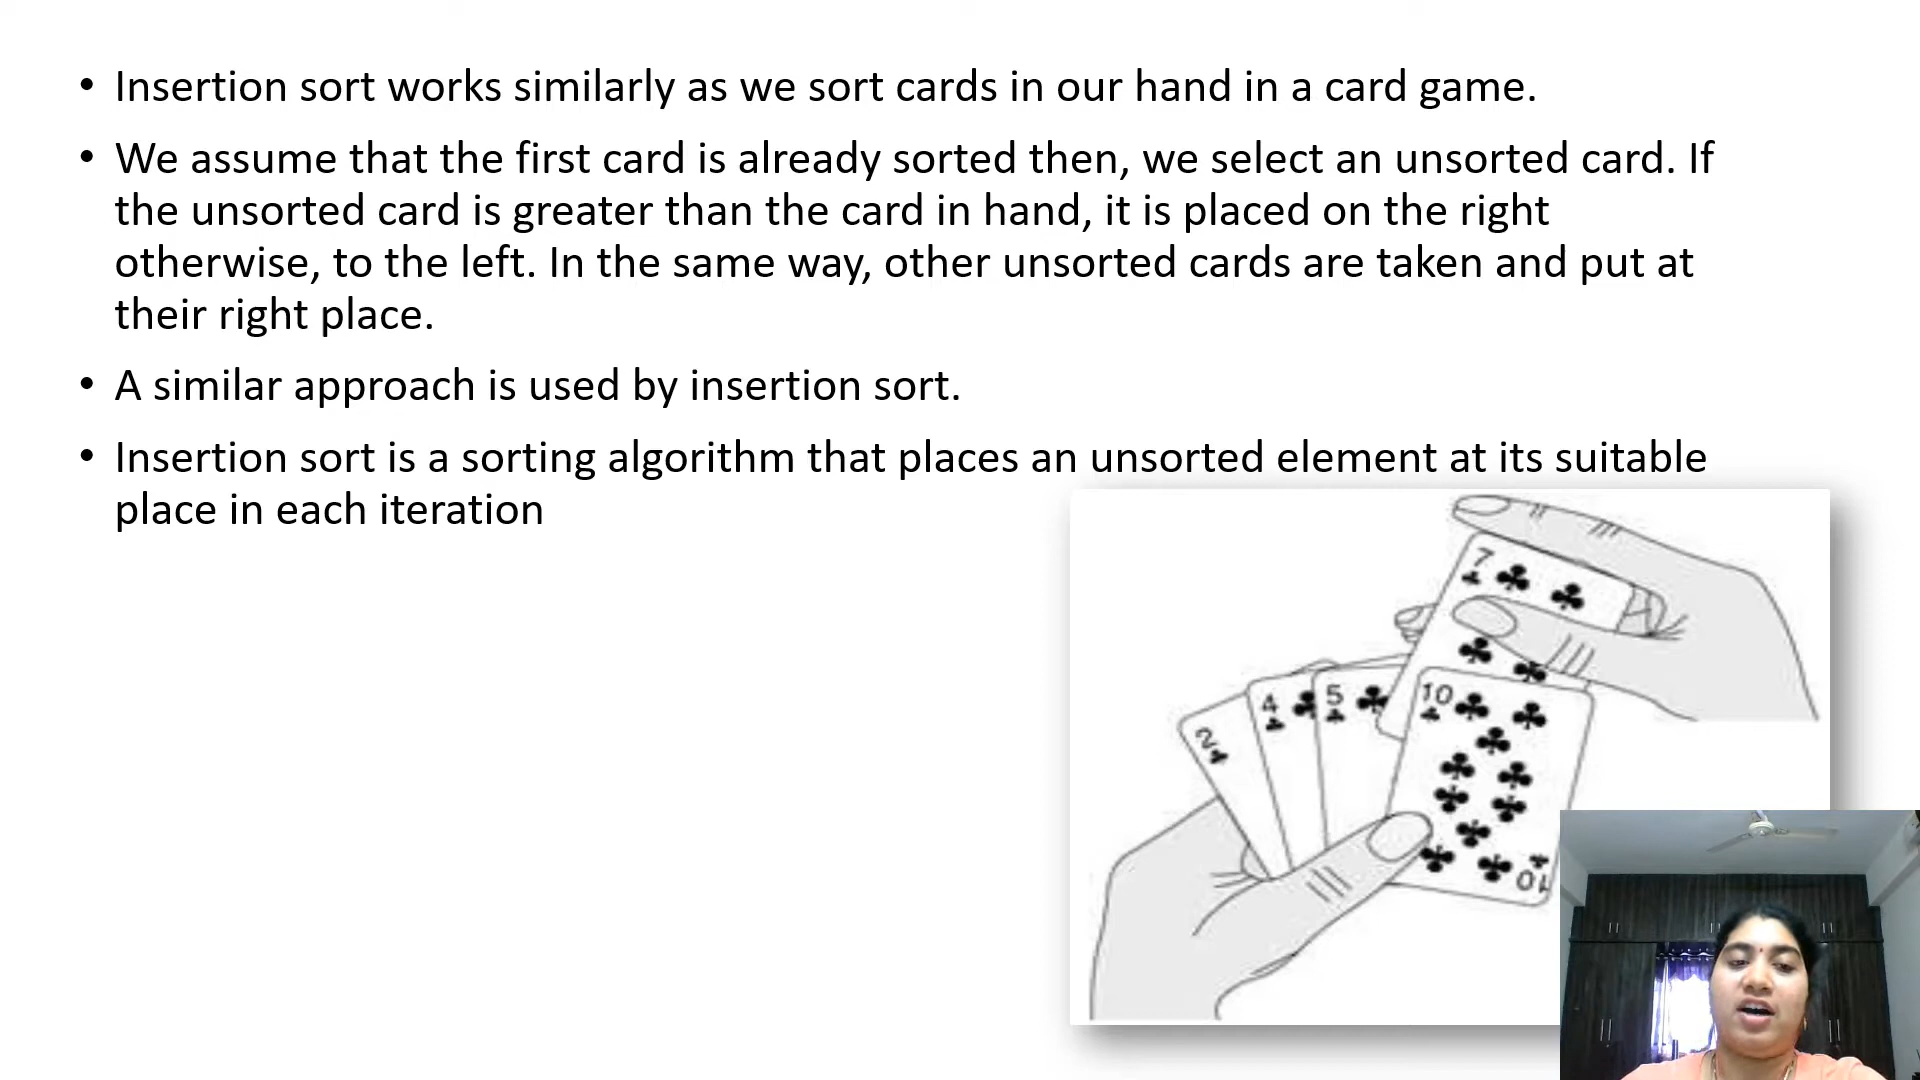 • Insertion sort works similarly as we sort cards in our hand in a card game.
• We assume that the first card is already sorted then, we select an unsorted card. If
the unsorted card is greater than the card in hand, it is placed on the right
otherwise, to the left. In the same way, other unsorted cards are taken and put at
their right place.
• A similar approach is used by insertion sort.
• Insertion sort is a sorting algorithm that places an unsorted element at its suitable
place in each iteration
7
2
4
5
10
10